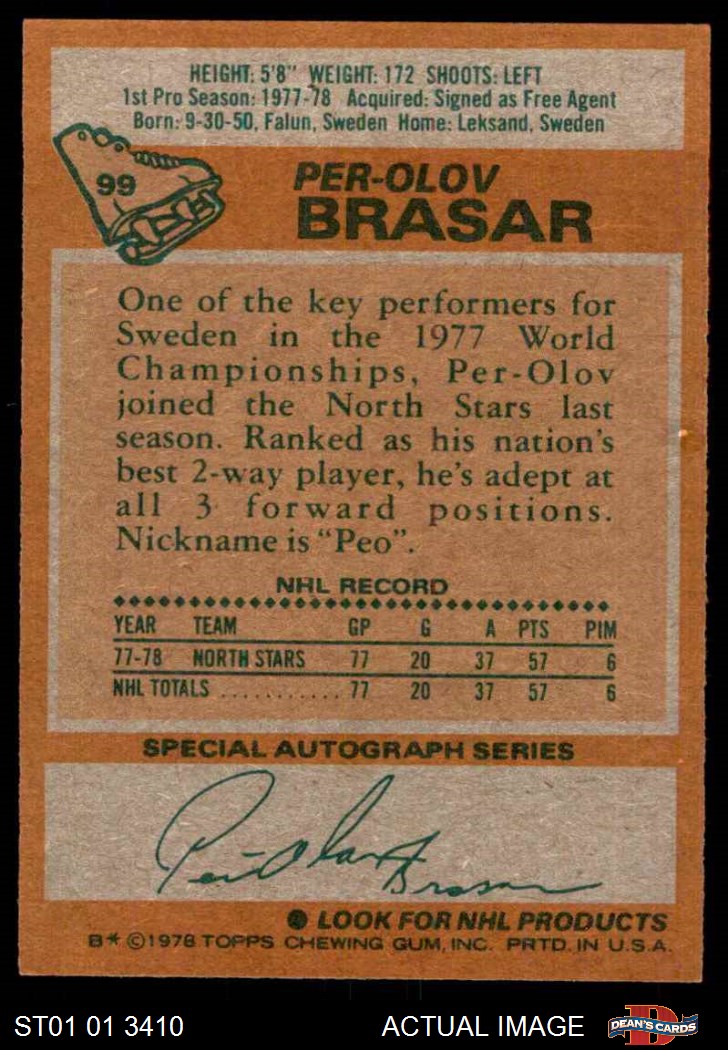 HEIGHT: 5'8" WEIGHT: 172 SHOOTS: LEFT
1st Pro Season: 1977-78 Acquired: Signed as Free Agent
Born: 9-30-50, Falun, Sweden Home: Leksand, Sweden
99
PER-OLOV
BRASAR
One of the key performers for
Sweden in the 1977 World
Championships, Per-Olov
joined the North Stars last
season. Ranked as his nation's
best 2-way player, he's adept at
all 3 forward positions.
Nickname is "Peo".
NHL RECORD
YEAR TEAM GP G A PTS PIM
77-78 NORTH STARS 77 20 37 57 6
NHL TOTALS ........... 77 20 37 57 6
SPECIAL AUTOGRAPH SERIES
Per-Olov Brasar
LOOK FOR NHL PRODUCTS
B* ©1978 TOPPS CHEWING GUM, INC. PRTD. IN U.S.A.
ST01 01 3410 ACTUAL IMAGE
D
DEAN'S CARDS